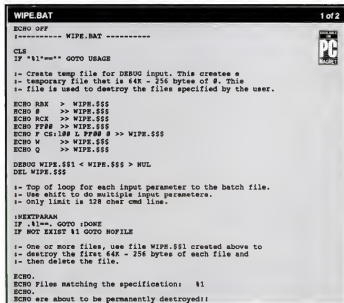 WIPE.BAT
1 of 2
ECHO OFF
:---------- WIPE.BAT ----------
CLS
IF "%1"=="" GOTO USAGE
:- Create temp file for DEBUG input. This creates a
:- temporary file that is 64K - 256 bytes of 0. This
:- file is used to destroy the files specified by the user.
ECHO RBX > WIPE.$$$
ECHO 0 >> WIPE.$$$
ECHO RCX >> WIPE.$$$
ECHO FF00 >> WIPE.$$$
ECHO F CS:100 L FF00 0 >> WIPE.$$$
ECHO W >> WIPE.$$$
ECHO Q >> WIPE.$$$
DEBUG WIPE.$$1 < WIPE.$$$ > NUL
DEL WIPE.$$$
:- Top of loop for each input parameter to the batch file.
:- Use shift to do multiple input parameters.
:- Only limit is 128 char cmd line.
:NEXTPARAM
IF .%1==. GOTO :DONE
IF NOT EXIST %1 GOTO NOFILE
:- One or more files, use file WIPE.$$1 created above to
:- destroy the first 64K - 256 bytes of each file and
:- then delete the file.
ECHO.
ECHO Files matching the specification: %1
ECHO.
ECHO are about to be permanently destroyed!!
PC
MAGNET